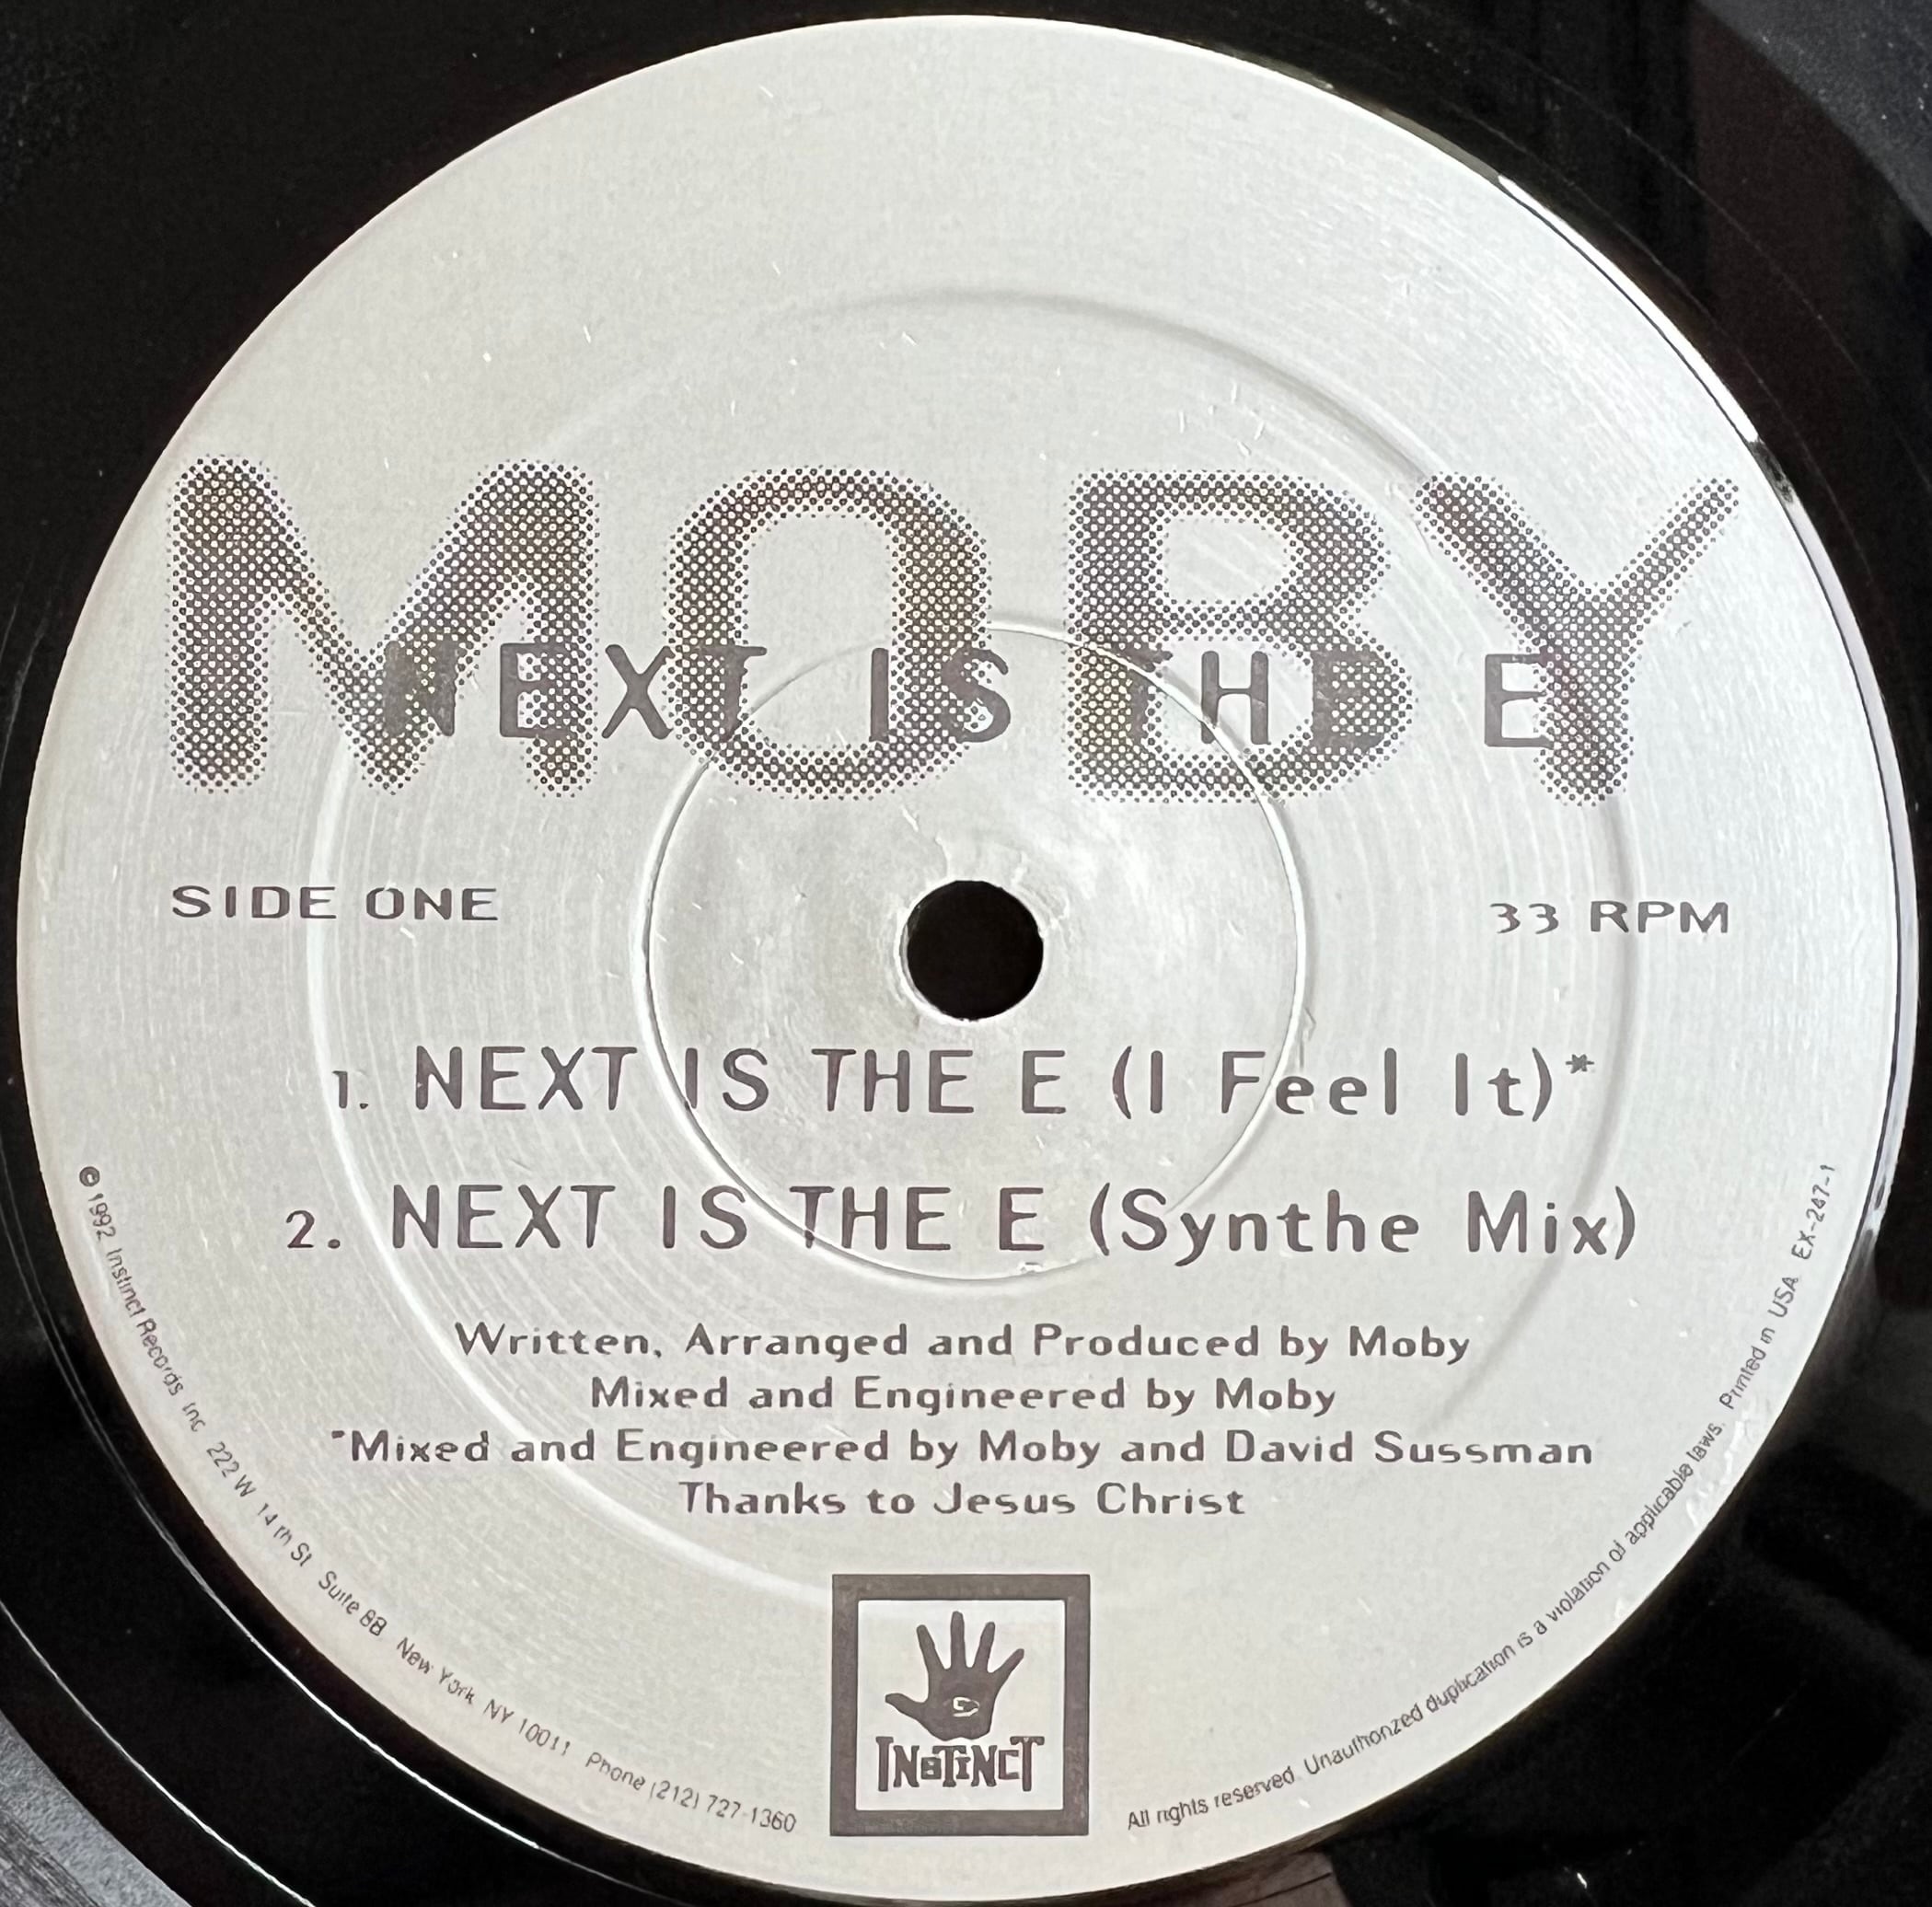 MOBY
NEXT IS THE E
SIDE ONE
33 RPM
1. NEXT IS THE E (I Feel It)*
2. NEXT IS THE E (Synthe Mix)
Written, Arranged and Produced by Moby
Mixed and Engineered by Moby
*Mixed and Engineered by Moby and David Sussman
Thanks to Jesus Christ
INSTINCT
©1992 Instinct Records Inc 222 W 14th St Suite 8B New York NY 10011 Phone (212) 727-1360
All rights reserved. Unauthorized duplication is a violation of applicable laws. Printed in USA EX-247-1